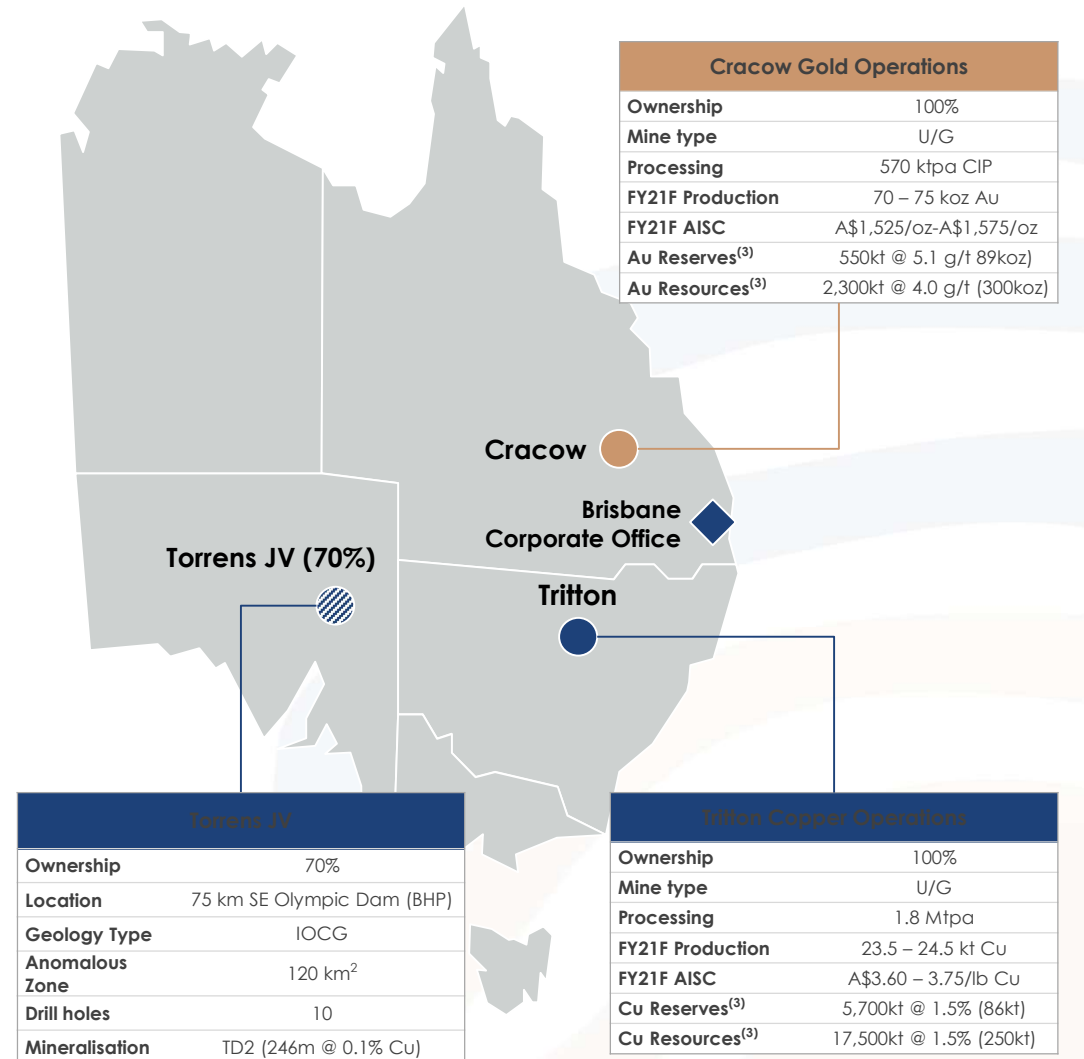 Cracow Gold Operations
Ownership 100%
Mine type U/G
Processing 570 ktpa CIP
FY21F Production 70 – 75 koz Au
FY21F AISC A$1,525/oz-A$1,575/oz
Au Reserves(3) 550kt @ 5.1 g/t 89koz)
Au Resources(3) 2,300kt @ 4.0 g/t (300koz)
Cracow
Brisbane
Corporate Office
Torrens JV (70%)
Tritton
Torrens JV
Ownership 70%
Location 75 km SE Olympic Dam (BHP)
Geology Type IOCG
Anomalous
Zone 120 km²
Drill holes 10
Mineralisation TD2 (246m @ 0.1% Cu)
Tritton Copper Operations
Ownership 100%
Mine type U/G
Processing 1.8 Mtpa
FY21F Production 23.5 – 24.5 kt Cu
FY21F AISC A$3.60 – 3.75/lb Cu
Cu Reserves(3) 5,700kt @ 1.5% (86kt)
Cu Resources(3) 17,500kt @ 1.5% (250kt)